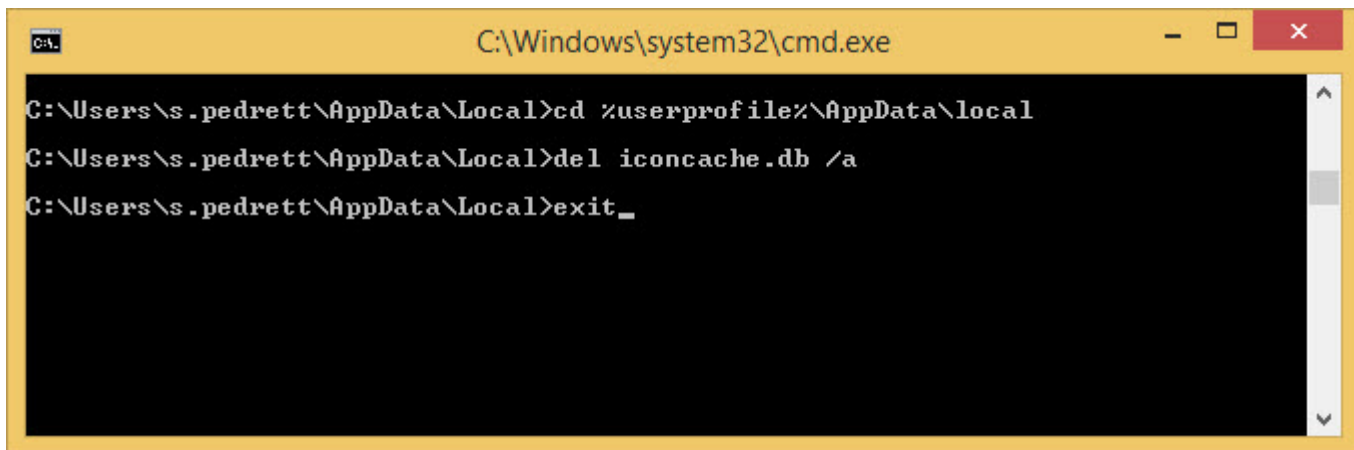 C:\Windows\system32\cmd.exe
C:\Users\s.pedrett\AppData\Local>cd %userprofile%\AppData\local
C:\Users\s.pedrett\AppData\Local>del iconcache.db /a
C:\Users\s.pedrett\AppData\Local>exit_